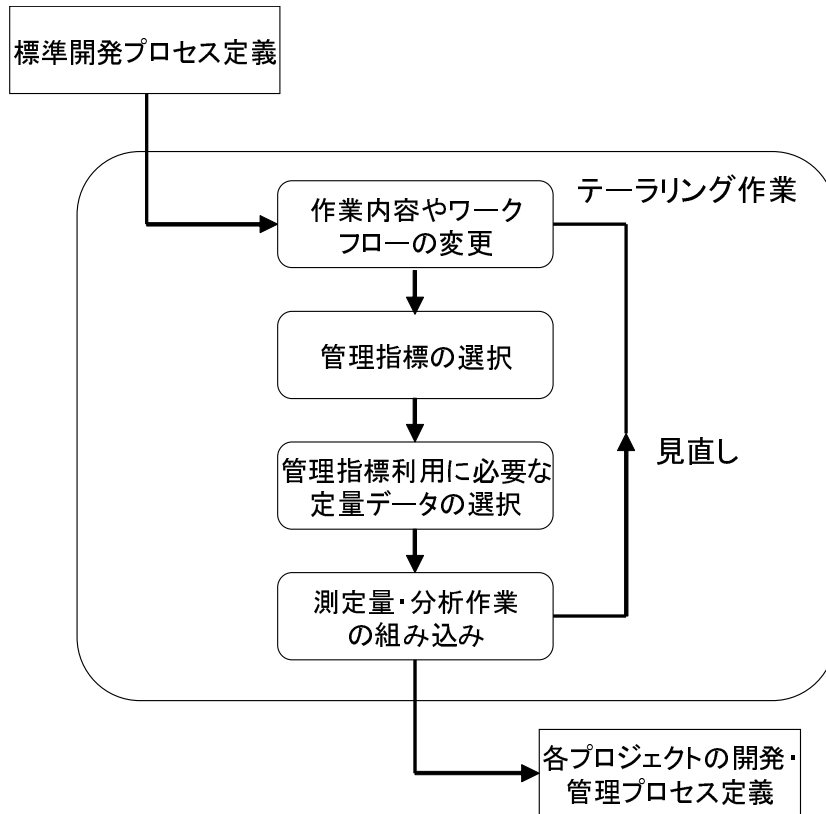 標準開発プロセス定義
テーラリング作業
作業内容やワーク
フローの変更
管理指標の選択
見直し
管理指標利用に必要な
定量データの選択
測定量・分析作業
の組み込み
各プロジェクトの開発・
管理プロセス定義